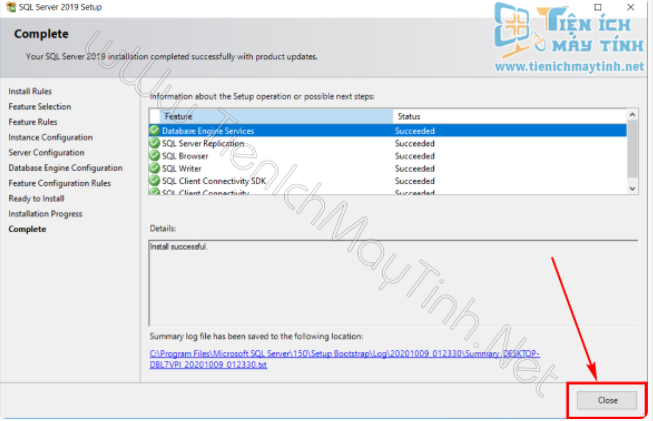 SQL Server 2019 Setup
TIỆN ÍCH
MÁY TÍNH
www.tienichmaytinh.net
Complete
Your SQL Server 2019 installation completed successfully with product updates.
Install Rules
Feature Selection
Feature Rules
Instance Configuration
Server Configuration
Database Engine Configuration
Feature Configuration Rules
Ready to Install
Installation Progress
Complete
Information about the Setup operation or possible next steps:
Feature Status
Database Engine Services Succeeded
SQL Server Replication Succeeded
SQL Browser Succeeded
SQL Writer Succeeded
SQL Client Connectivity SDK Succeeded
SQL Client Connectivity Succeeded
Details:
Install successful.
Summary log file has been saved to the following location:
C:\Program Files\Microsoft SQL Server\150\Setup Bootstrap\Log\20201009_012330\Summary_DESKTOP-
DBL7VPI_20201009_012330.txt
Close
www.TienIchMayTinh.Net